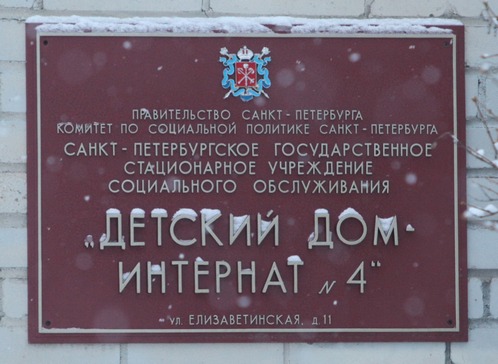 ПРАВИТЕЛЬСТВО САНКТ-ПЕТЕРБУРГА
КОМИТЕТ ПО СОЦИАЛЬНОЙ ПОЛИТИКЕ САНКТ-ПЕТЕРБУРГА
САНКТ-ПЕТЕРБУРГСКОЕ ГОСУДАРСТВЕННОЕ
СТАЦИОНАРНОЕ УЧРЕЖДЕНИЕ
СОЦИАЛЬНОГО ОБСЛУЖИВАНИЯ
„ДЕТСКИЙ ДОМ-
ИНТЕРНАТ N 4“
УЛ. ЕЛИЗАВЕТИНСКАЯ, Д.11